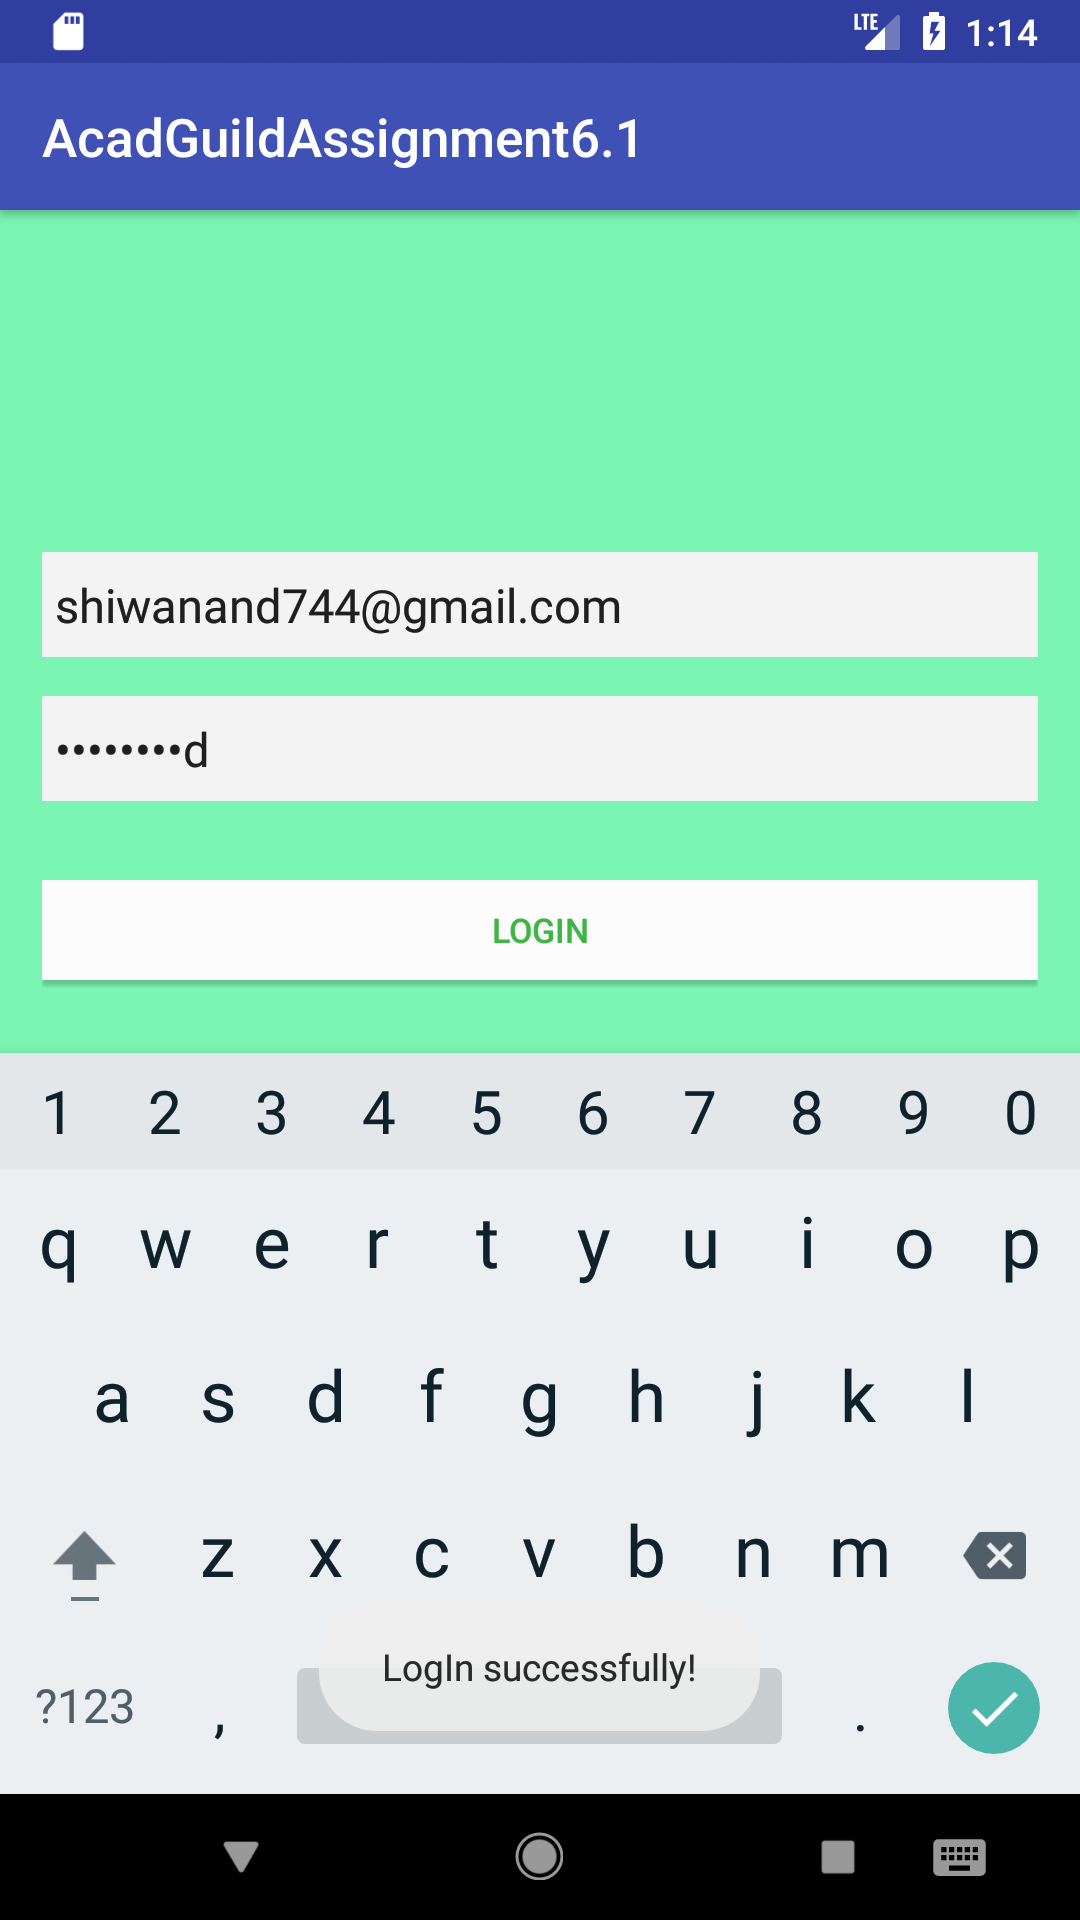 LTE 1:14
AcadGuildAssignment6.1
shiwanand744@gmail.com
••••••••d
LOGIN
1 2 3 4 5 6 7 8 9 0
q w e r t y u i o p
a s d f g h j k l
z x c v b n m
LogIn successfully!
?123 , .